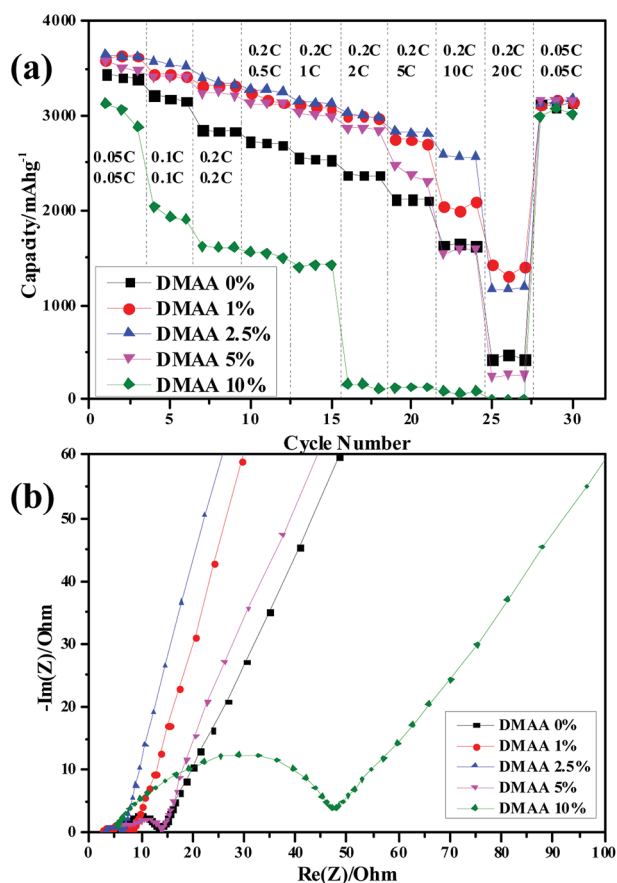 (a)
Capacity/mAhg⁻¹
4000
3000
2000
1000
0
0.2C 0.2C 0.2C 0.2C 0.2C 0.2C 0.05C
0.5C 1C 2C 5C 10C 20C 0.05C
0.05C 0.1C 0.2C
0.05C 0.1C 0.2C
DMAA 0%
DMAA 1%
DMAA 2.5%
DMAA 5%
DMAA 10%
0 5 10 15 20 25 30
Cycle Number
(b)
-Im(Z)/Ohm
60
50
40
30
20
10
0
DMAA 0%
DMAA 1%
DMAA 2.5%
DMAA 5%
DMAA 10%
0 10 20 30 40 50 60 70 80 90 100
Re(Z)/Ohm